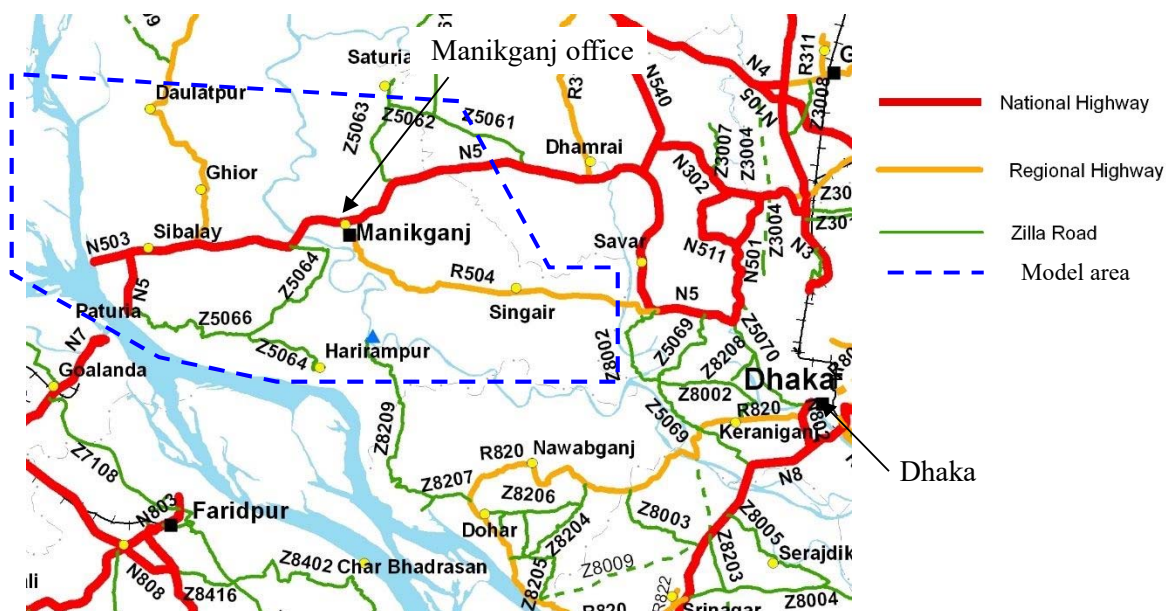 Manikganj office
Saturia
Daulatpur
Z5063
Z5062
Z5061
N540
N4
R311
N105
Z3008
National Highway
Ghior
N5
Dhamrai
Z3007
Z3004
N302
Regional Highway
N503
Sibalay
Manikganj
Savar
N511
N501
Z3004
N3
Zilla Road
Z5064
R504
Model area
N5
Singair
N5
Paturia
Z5066
Z8002
Z5069
Z8208
Z5070
N7
Z5064
Harirampur
Goalanda
Dhaka
Z8002
R820
Z8209
Z5069
Keraniganj
N802
Z7108
R820
Nawabganj
Dhaka
N8
Z8207
Z8206
N803
Faridpur
Dohar
Z8204
Z8003
Z8005
Serajdik
Z8402
Char Bhadrasan
Z8205
Z8009
Z8203
N808
Z8416
R820
R822
Srinagar
Z8004